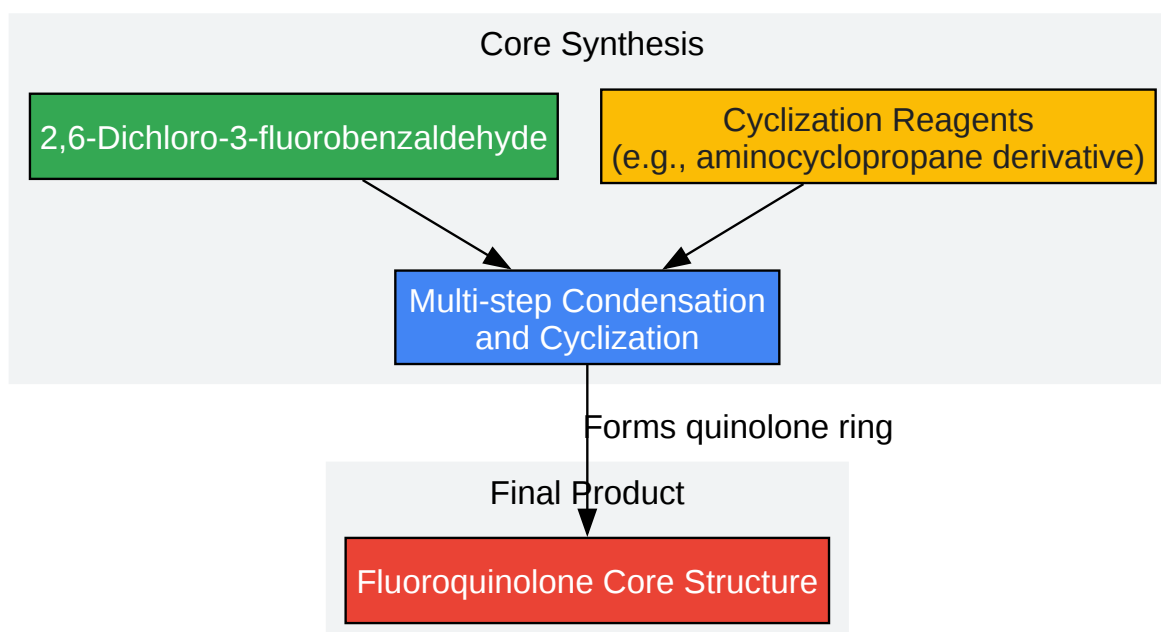 Core Synthesis
2,6-Dichloro-3-fluorobenzaldehyde
Cyclization Reagents
(e.g., aminocyclopropane derivative)
Multi-step Condensation
and Cyclization
Forms quinolone ring
Final Product
Fluoroquinolone Core Structure